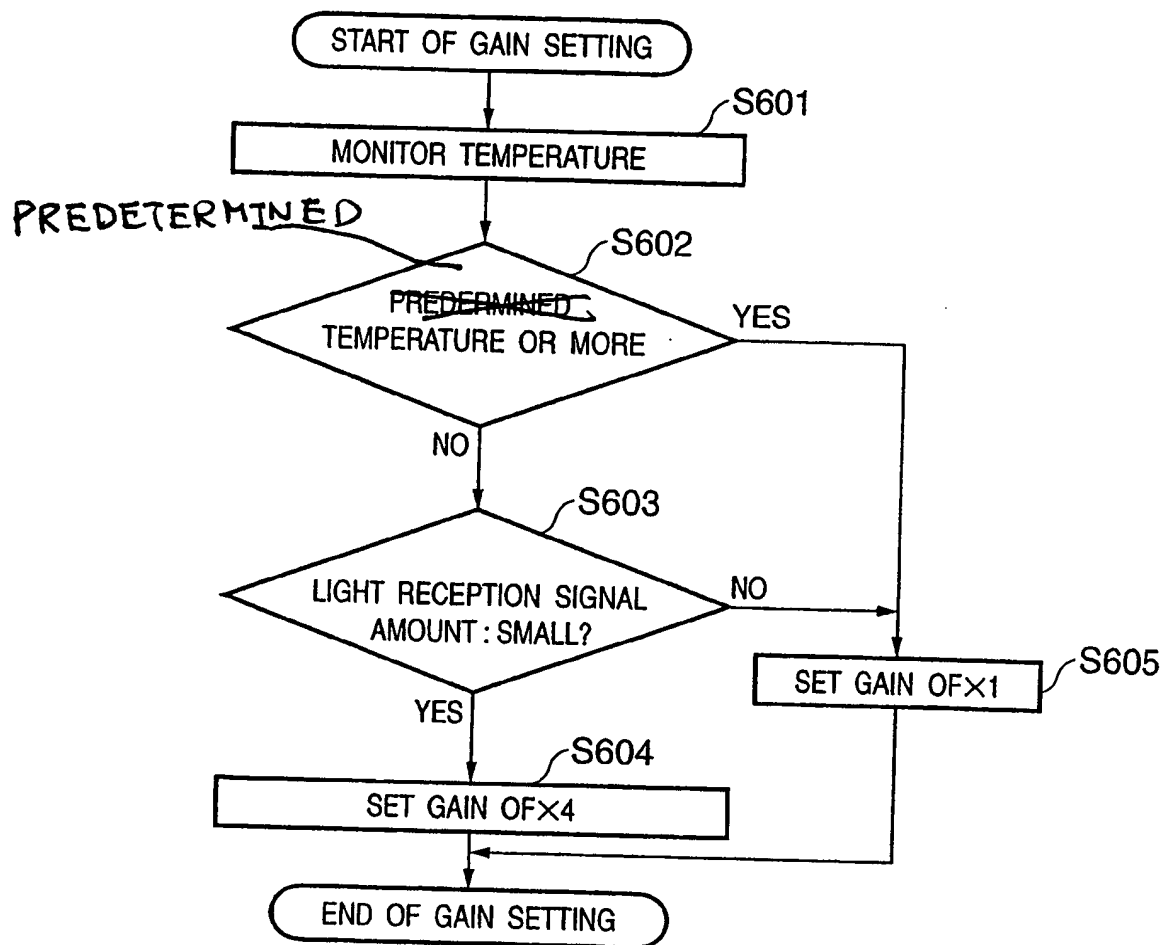 START OF GAIN SETTING
S601
MONITOR TEMPERATURE
PREDETERMINED
S602
PREDERMINED
TEMPERATURE OR MORE
YES
NO
S603
LIGHT RECEPTION SIGNAL
AMOUNT : SMALL?
NO
YES
S605
SET GAIN OF×1
S604
SET GAIN OF×4
END OF GAIN SETTING